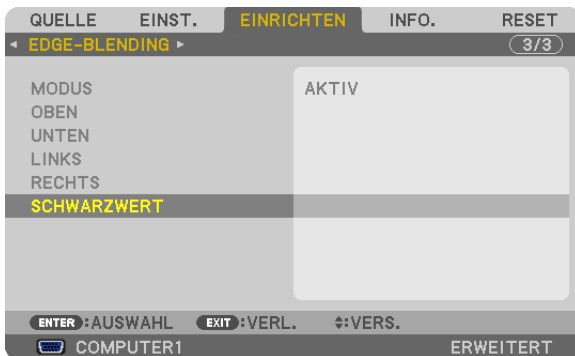 QUELLE EINST. EINRICHTEN INFO. RESET
◂ EDGE-BLENDING ▸ 3/3
MODUS AKTIV
OBEN
UNTEN
LINKS
RECHTS
SCHWARZWERT
ENTER :AUSWAHL EXIT :VERL. ♦:VERS.
COMPUTER1 ERWEITERT